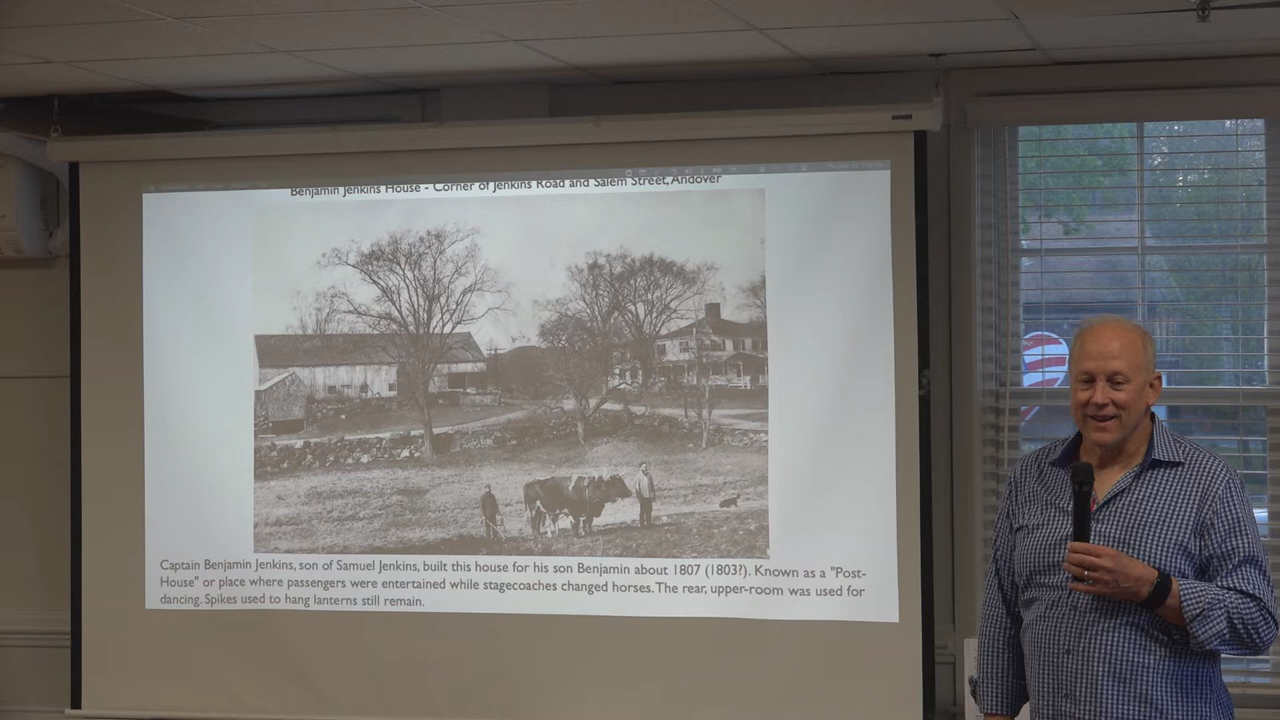 Benjamin Jenkins House - Corner of Jenkins Road and Salem Street, Andover
Captain Benjamin Jenkins, son of Samuel Jenkins, built this house for his son Benjamin about 1807 (1803?). Known as a "Post-
House" or place where passengers were entertained while stagecoaches changed horses. The rear, upper-room was used for
dancing. Spikes used to hang lanterns still remain.